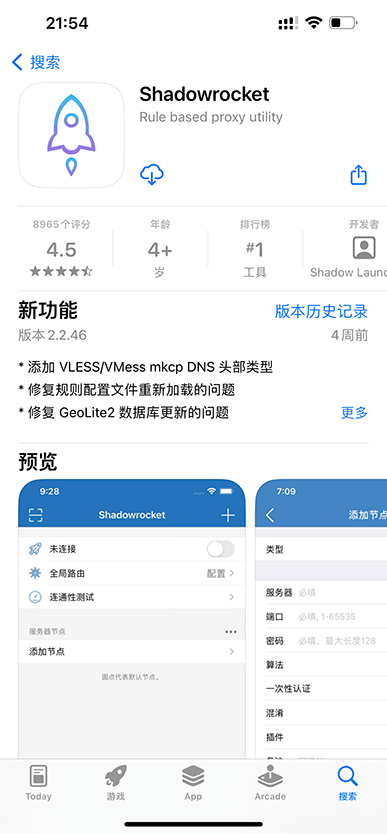 21:54
搜索
Shadowrocket
Rule based proxy utility
8965个评分
年龄
排行榜
开发者
4.5
4+
#1
岁
工具
Shadow Laun
新功能
版本历史记录
版本 2.2.46
4周前
* 添加 VLESS/VMess mkcp DNS 头部类型
* 修复规则配置文件重新加载的问题
* 修复 GeoLite2 数据库更新的问题
更多
预览
9:28
Shadowrocket
未连接
全局路由
配置
连通性测试
服务器节点
添加节点
圆点代表默认节点。
7:09
添加节点
类型
服务器 必填
端口 必填, 1-65535
密码 必填，最大长度128
算法
一次性认证
混淆
插件
Today
游戏
App
Arcade
搜索